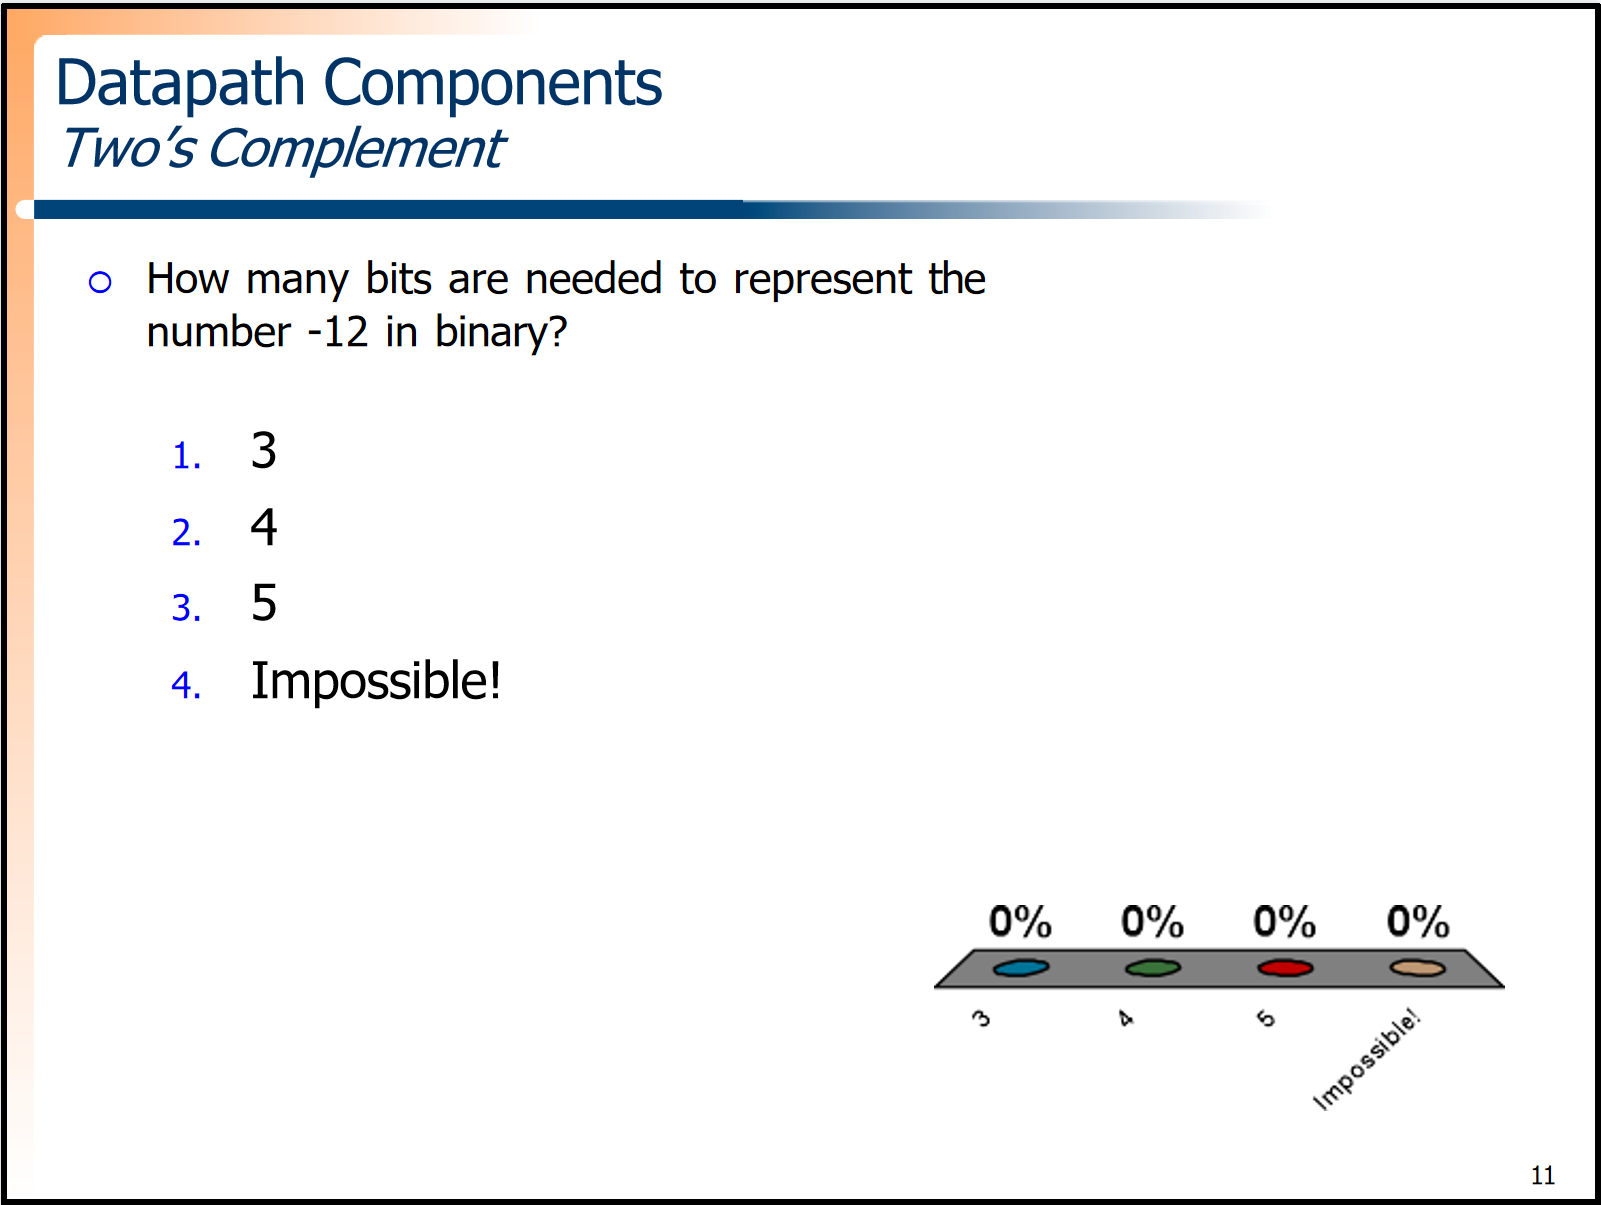 Datapath Components
Two’s Complement
How many bits are needed to represent the
number -12 in binary?
1. 3
2. 4
3. 5
4. Impossible!
0% 0% 0% 0%
3 4 5 Impossible!
11